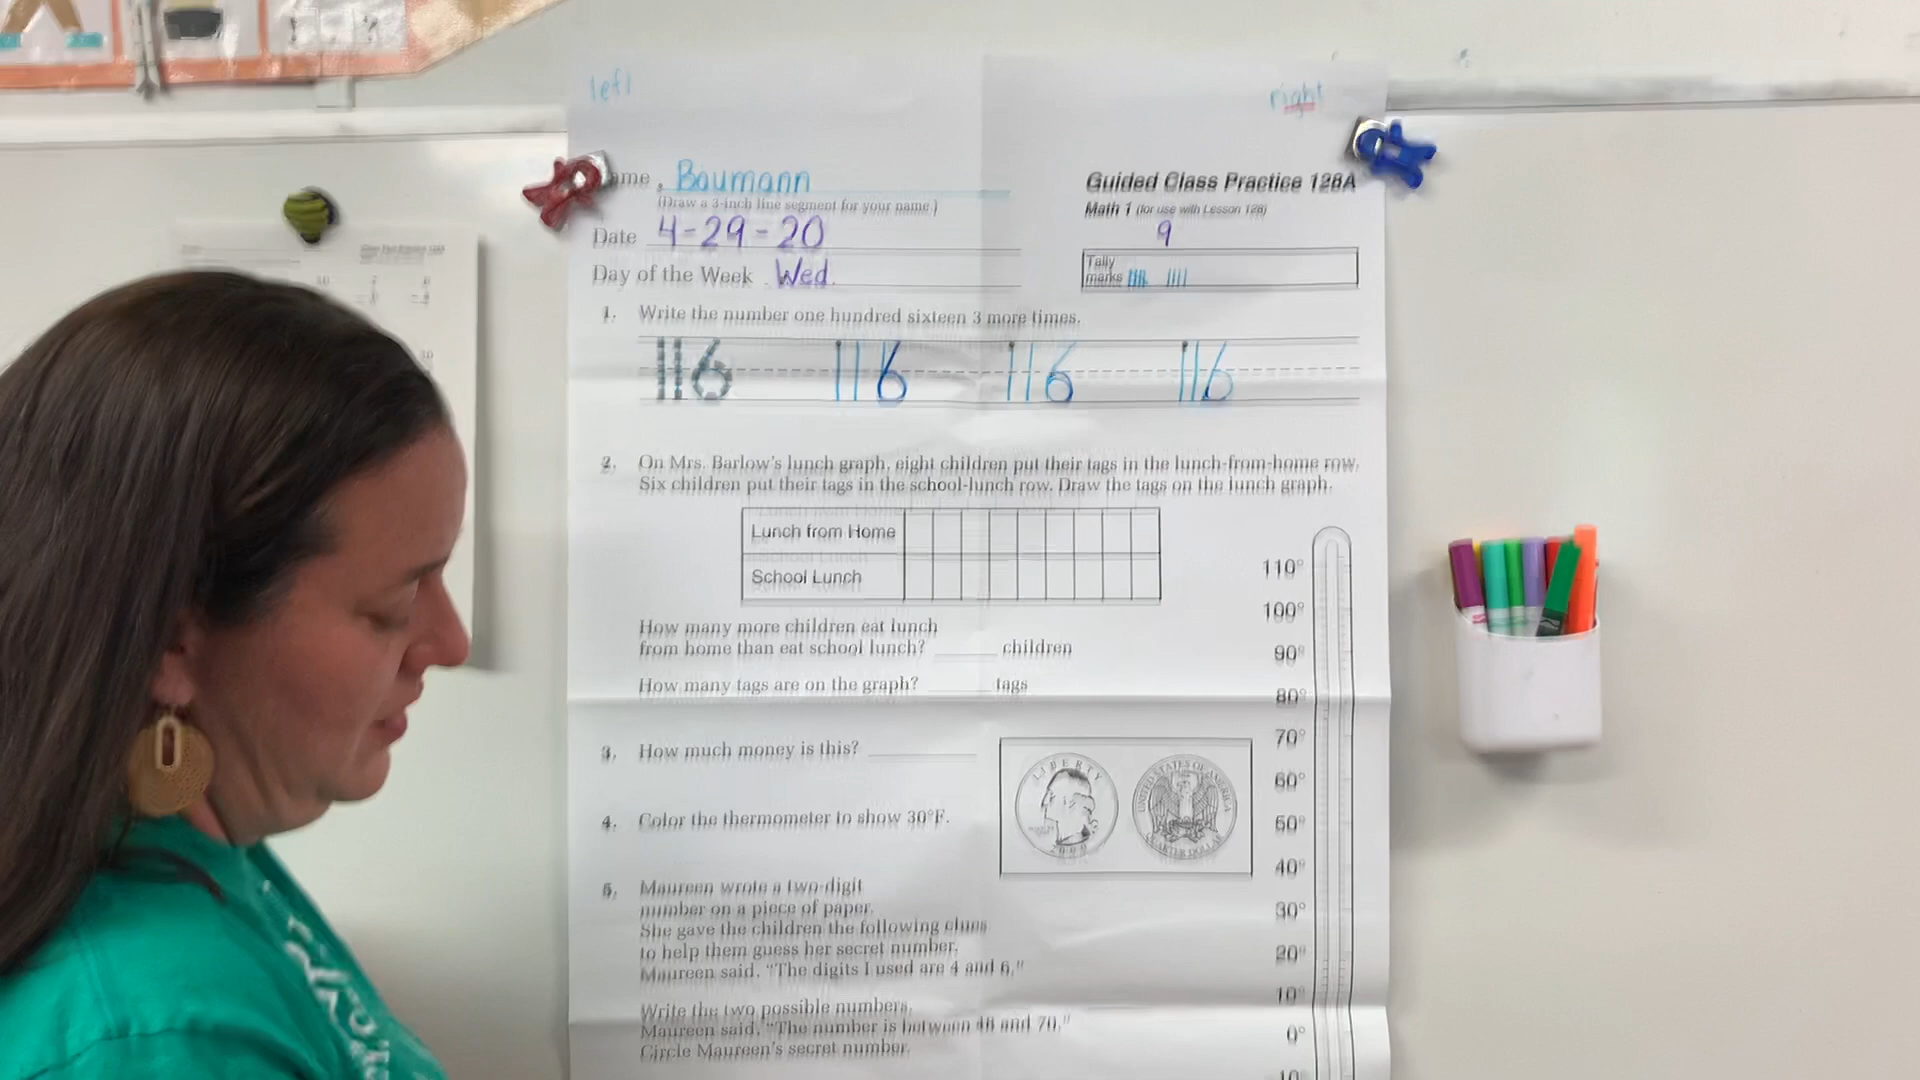 left
right
Name Baumann
(Draw a 3-inch line segment for your name.)
Date 4-29-20
Day of the Week Wed.
Guided Class Practice 128A
Math 1 (for use with Lesson 128)
9
Tally
marks
1. Write the number one hundred sixteen 3 more times.
116 116 116 116
2. On Mrs. Barlow's lunch graph, eight children put their tags in the lunch-from-home row.
Six children put their tags in the school-lunch row. Draw the tags on the lunch graph.
Lunch from Home
School Lunch
How many more children eat lunch
from home than eat school lunch? children
How many tags are on the graph? tags
3. How much money is this?
LIBERTY
2000
UNITED STATES OF AMERICA
QUARTER DOLLAR
4. Color the thermometer to show 30°F.
5. Maureen wrote a two-digit
number on a piece of paper.
She gave the children the following clues
to help them guess her secret number.
Maureen said, "The digits I used are 4 and 6."
Write the two possible numbers.
Maureen said, "The number is between 48 and 70."
Circle Maureen's secret number.
110°
100°
90°
80°
70°
60°
50°
40°
30°
20°
10°
0°